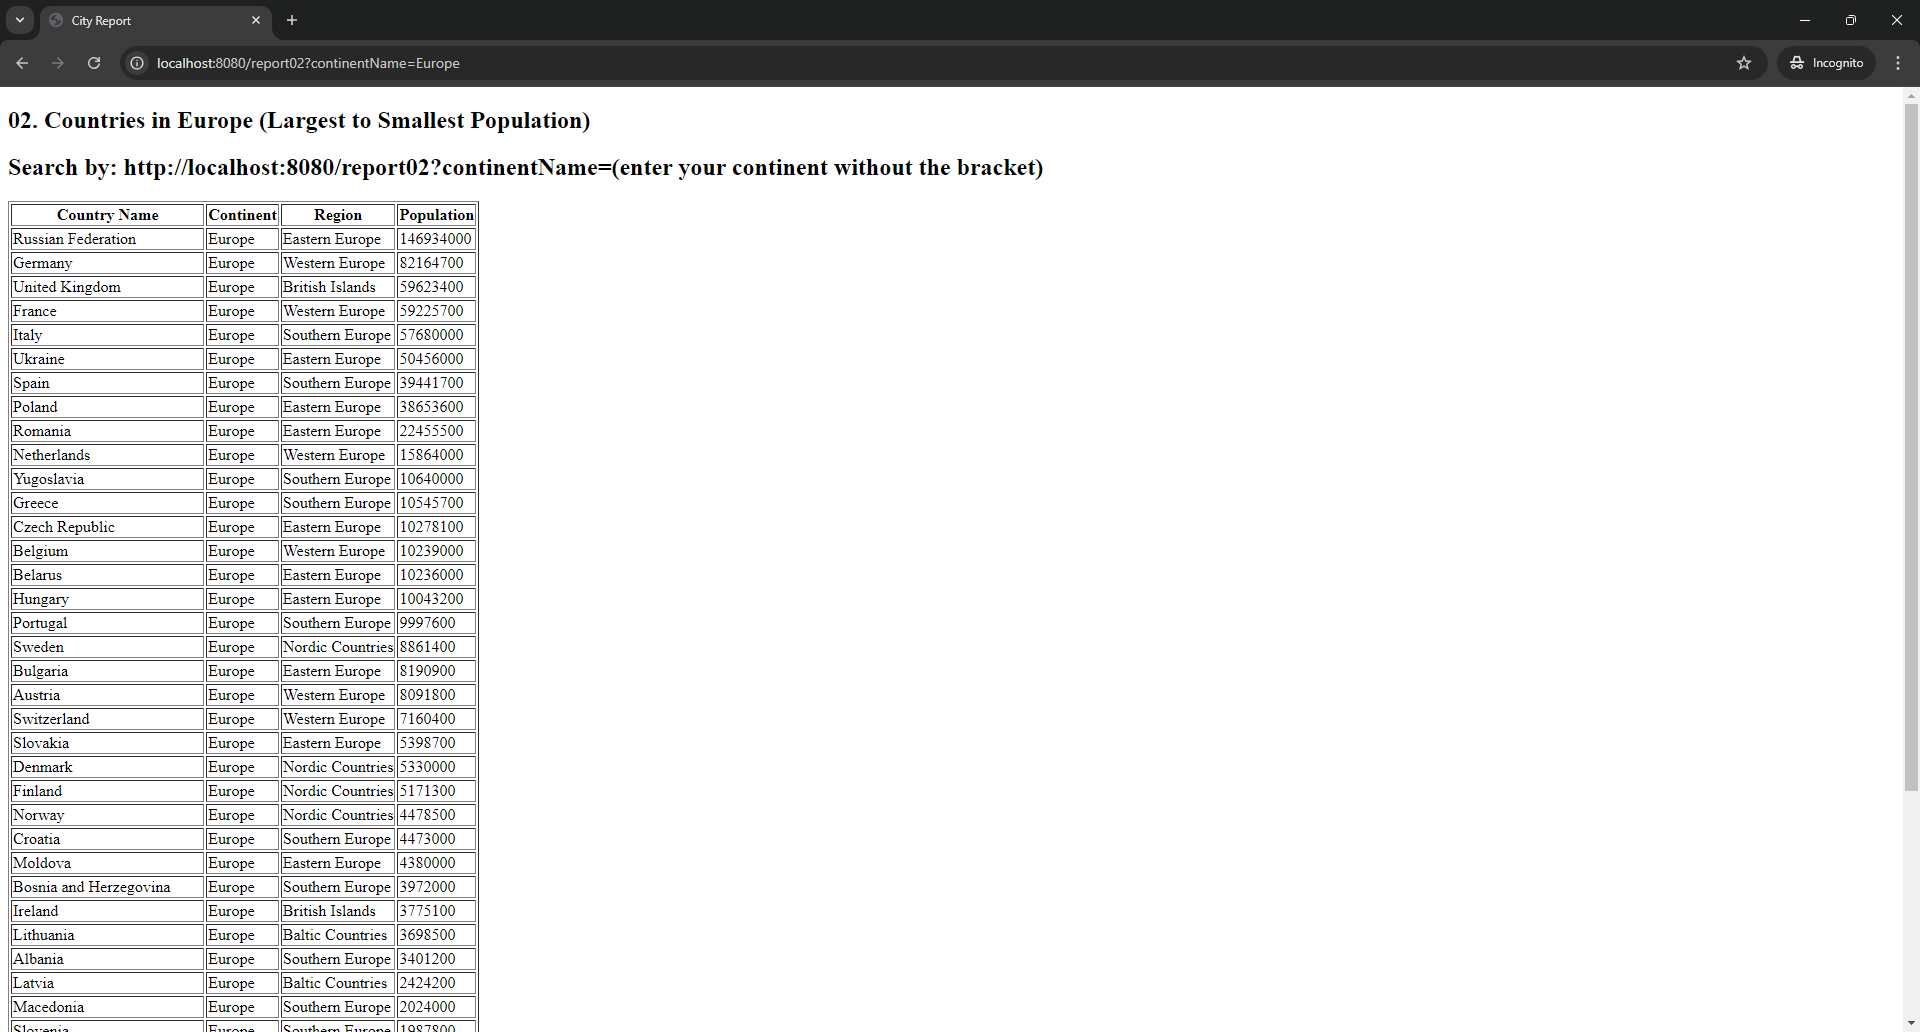 City Report
localhost:8080/report02?continentName=Europe
Incognito
02. Countries in Europe (Largest to Smallest Population)
Search by: http://localhost:8080/report02?continentName=(enter your continent without the bracket)
Country Name Continent Region Population
Russian Federation Europe Eastern Europe 146934000
Germany Europe Western Europe 82164700
United Kingdom Europe British Islands 59623400
France Europe Western Europe 59225700
Italy Europe Southern Europe 57680000
Ukraine Europe Eastern Europe 50456000
Spain Europe Southern Europe 39441700
Poland Europe Eastern Europe 38653600
Romania Europe Eastern Europe 22455500
Netherlands Europe Western Europe 15864000
Yugoslavia Europe Southern Europe 10640000
Greece Europe Southern Europe 10545700
Czech Republic Europe Eastern Europe 10278100
Belgium Europe Western Europe 10239000
Belarus Europe Eastern Europe 10236000
Hungary Europe Eastern Europe 10043200
Portugal Europe Southern Europe 9997600
Sweden Europe Nordic Countries 8861400
Bulgaria Europe Eastern Europe 8190900
Austria Europe Western Europe 8091800
Switzerland Europe Western Europe 7160400
Slovakia Europe Eastern Europe 5398700
Denmark Europe Nordic Countries 5330000
Finland Europe Nordic Countries 5171300
Norway Europe Nordic Countries 4478500
Croatia Europe Southern Europe 4473000
Moldova Europe Eastern Europe 4380000
Bosnia and Herzegovina Europe Southern Europe 3972000
Ireland Europe British Islands 3775100
Lithuania Europe Baltic Countries 3698500
Albania Europe Southern Europe 3401200
Latvia Europe Baltic Countries 2424200
Macedonia Europe Southern Europe 2024000
Slovenia Europe Southern Europe 1987800